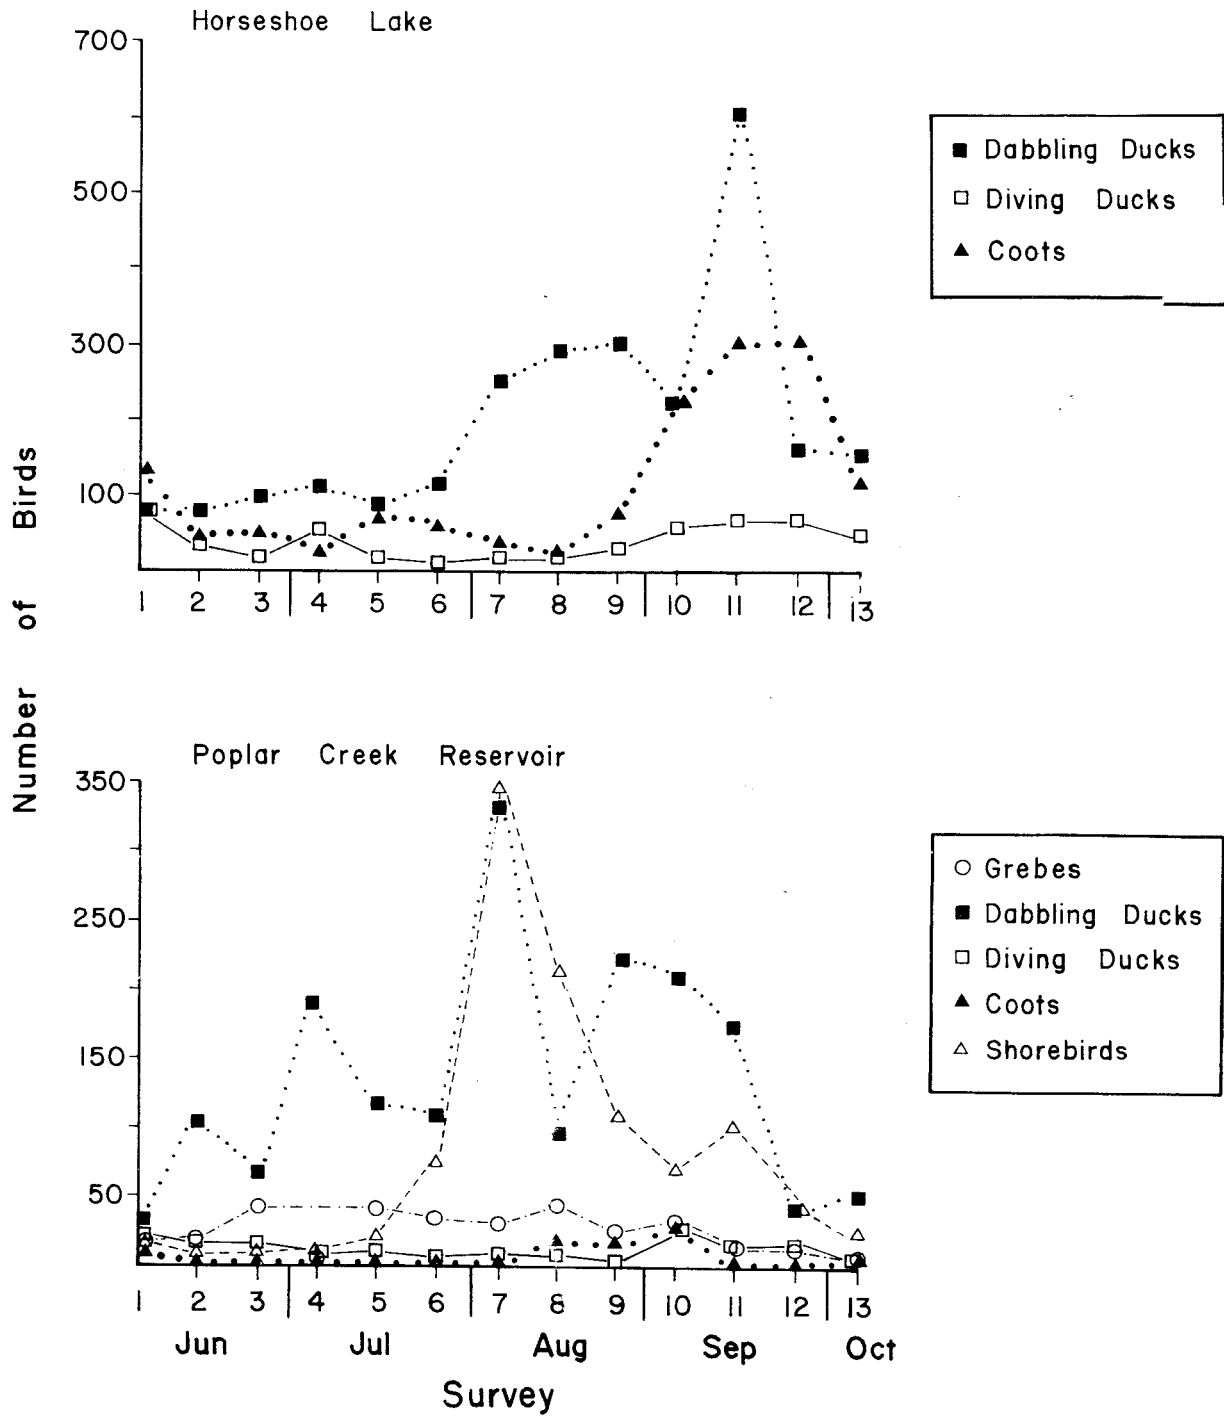 Horseshoe Lake
700
500
300
100
1 2 3 4 5 6 7 8 9 10 11 12 13
Dabbling Ducks
Diving Ducks
Coots
Number of Birds
Poplar Creek Reservoir
350
250
150
50
1 2 3 4 5 6 7 8 9 10 11 12 13
Jun Jul Aug Sep Oct
Survey
Grebes
Dabbling Ducks
Diving Ducks
Coots
Shorebirds